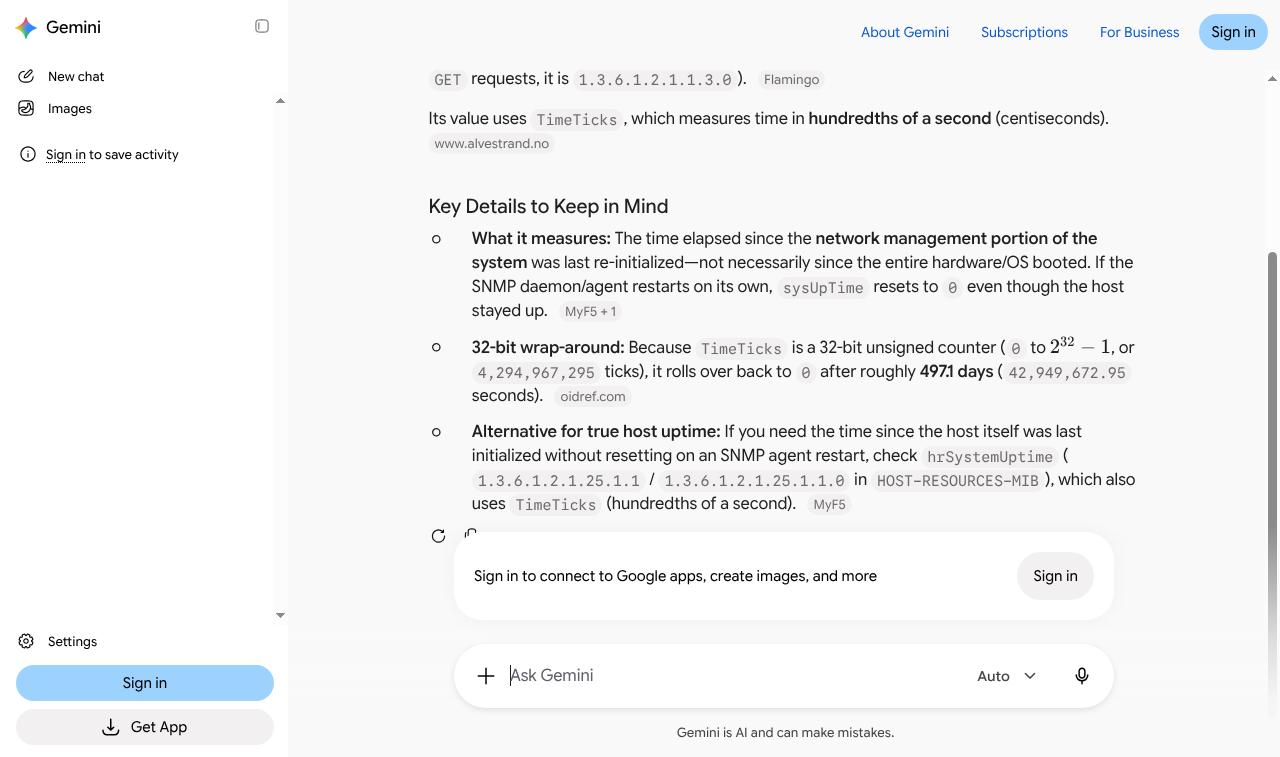 Gemini
New chat
Images
Sign in to save activity
Settings
Sign in
Get App
About Gemini Subscriptions For Business Sign in
GET requests, it is 1.3.6.1.2.1.1.3.0 ). Flamingo
Its value uses TimeTicks , which measures time in hundredths of a second (centiseconds).
www.alvestrand.no
Key Details to Keep in Mind
What it measures: The time elapsed since the network management portion of the
system was last re-initialized—not necessarily since the entire hardware/OS booted. If the
SNMP daemon/agent restarts on its own, sysUpTime resets to 0 even though the host
stayed up. MyF5 + 1
32-bit wrap-around: Because TimeTicks is a 32-bit unsigned counter ( 0 to 2^32 − 1, or
4,294,967,295 ticks), it rolls over back to 0 after roughly 497.1 days ( 42,949,672.95
seconds). oidref.com
Alternative for true host uptime: If you need the time since the host itself was last
initialized without resetting on an SNMP agent restart, check hrSystemUptime (
1.3.6.1.2.1.25.1.1 / 1.3.6.1.2.1.25.1.1.0 in HOST-RESOURCES-MIB ), which also
uses TimeTicks (hundredths of a second). MyF5
Sign in to connect to Google apps, create images, and more Sign in
Ask Gemini Auto
Gemini is AI and can make mistakes.